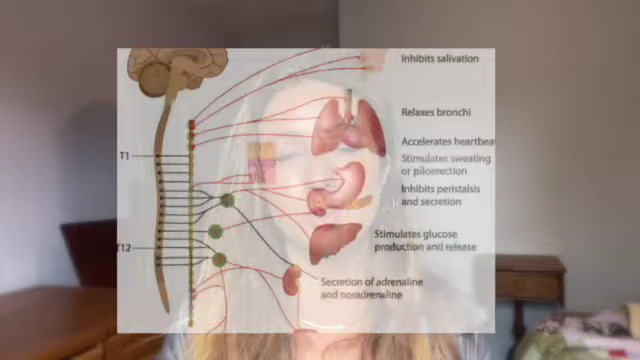 Inhibits salivation
Relaxes bronchi
T1
Accelerates heartbea
Stimulates sweating
or piloerection
Inhibits peristalsis
and secretion
Stimulates glucose
production and release
T12
Secretion of adrenaline
and noradrenaline